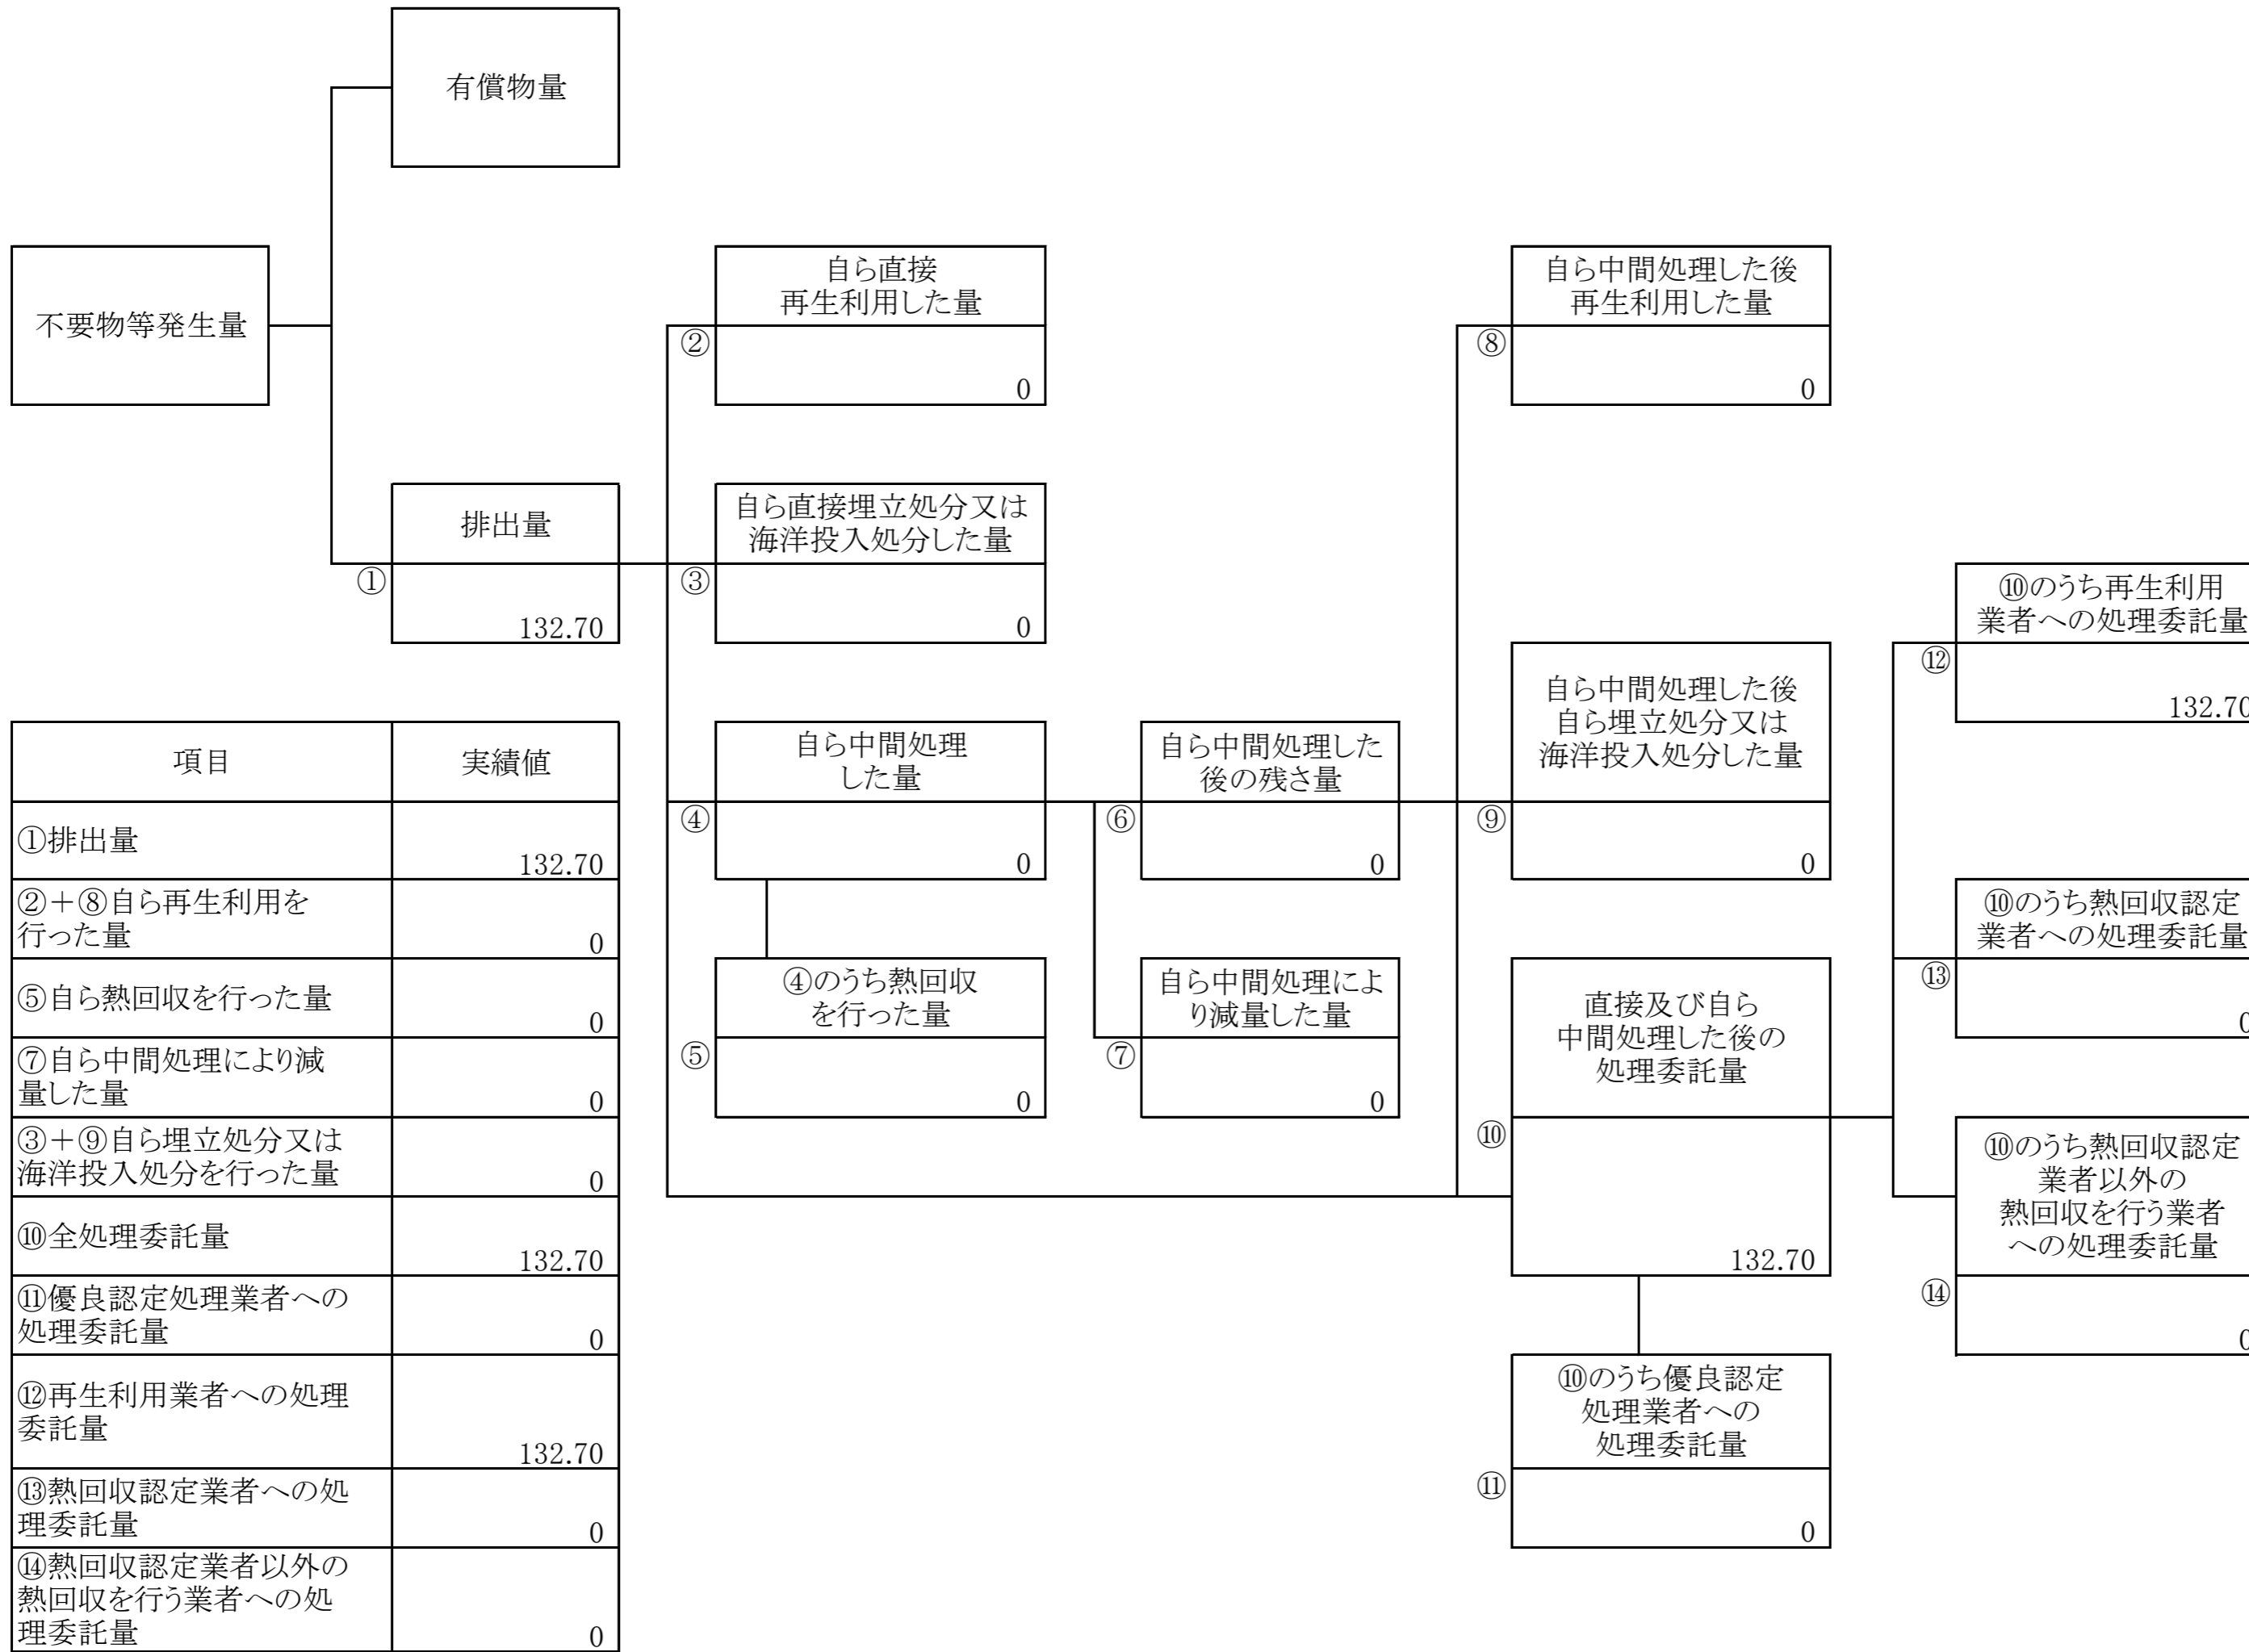 有償物量
不要物等発生量
自ら直接
再生利用した量
②
0
自ら中間処理した後
再生利用した量
⑧
0
排出量
①
132.70
自ら直接埋立処分又は
海洋投入処分した量
③
0
⑩のうち再生利用
業者への処理委託量
⑫
132.70
自ら中間処理
した量
④
0
自ら中間処理した
後の残さ量
⑥
0
自ら中間処理した後
自ら埋立処分又は
海洋投入処分した量
⑨
0
⑩のうち熱回収認定
業者への処理委託量
⑬
0
④のうち熱回収
を行った量
⑤
0
自ら中間処理によ
り減量した量
⑦
0
直接及び自ら
中間処理した後の
処理委託量
⑩
132.70
⑩のうち熱回収認定
業者以外の
熱回収を行う業者
への処理委託量
⑭
0
⑩のうち優良認定
処理業者への
処理委託量
⑪
0
項目 実績値
①排出量
132.70
②＋⑧自ら再生利用を
行った量 0
⑤自ら熱回収を行った量
0
⑦自ら中間処理により減
量した量 0
③＋⑨自ら埋立処分又は
海洋投入処分を行った量 0
⑩全処理委託量
132.70
⑪優良認定処理業者への
処理委託量 0
⑫再生利用業者への処理
委託量
132.70
⑬熱回収認定業者への処
理委託量 0
⑭熱回収認定業者以外の
熱回収を行う業者への処
理委託量 0